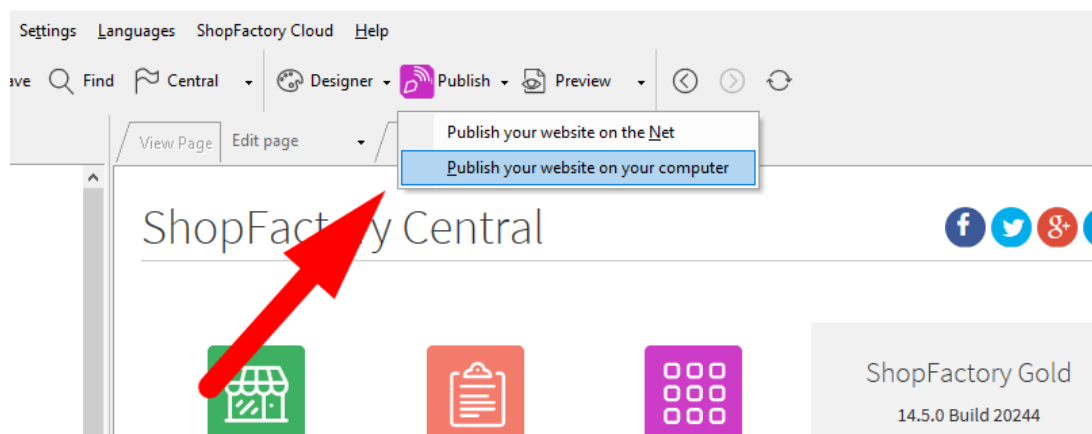 Settings Languages ShopFactory Cloud Help
ave Find Central Designer Publish Preview
View Page Edit page
Publish your website on the Net
Publish your website on your computer
ShopFactory Central
ShopFactory Gold
14.5.0 Build 20244